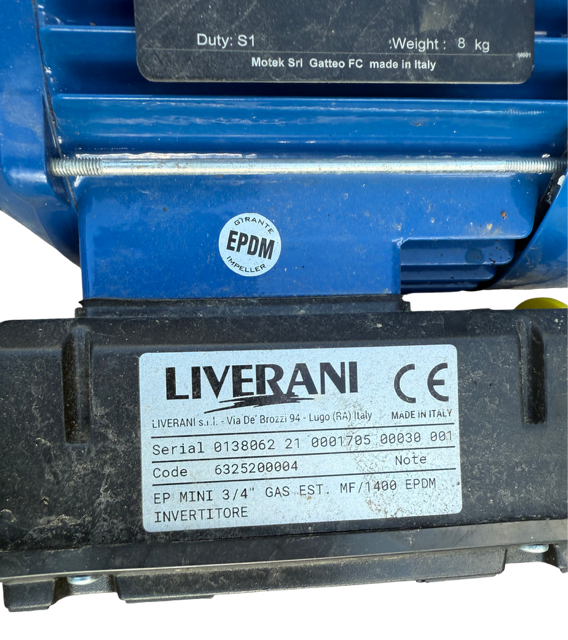 Duty: S1 Weight : 8 kg
Motek Srl Gatteo FC made in Italy
GIRANTE
EPDM
IMPELLER
LIVERANI CE
LIVERANI s.r.l. - Via De' Brozzi 94 - Lugo (RA) Italy MADE IN ITALY
Serial 0138062 21 0001705 00030 001
Code 6325200004 Note
EP MINI 3/4" GAS EST. MF/1400 EPDM
INVERTITORE